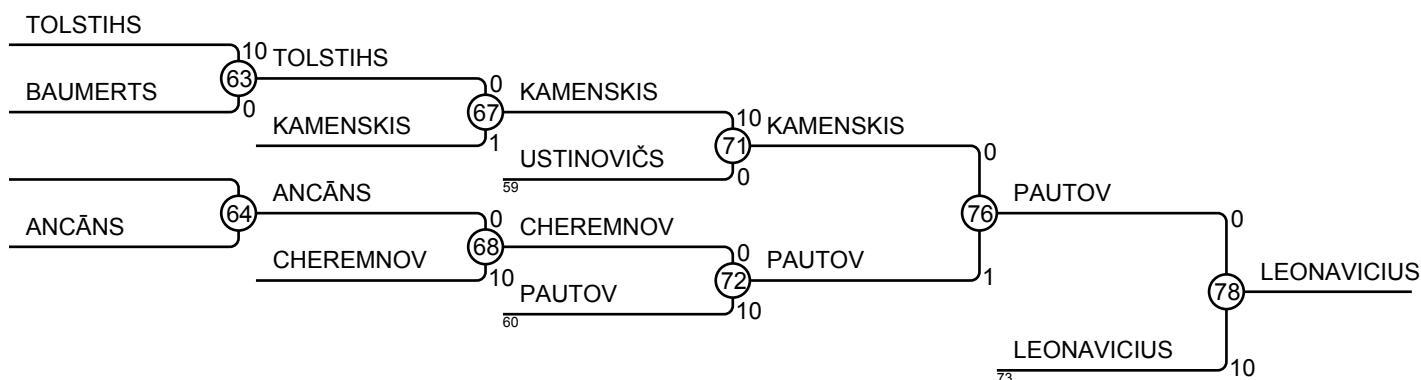 TOLSTIHS
10
TOLSTIHS
63
0
KAMENSKIS
BAUMERTS
0
67
10
KAMENSKIS
KAMENSKIS
1
USTINOVIČS
71
0
59
0
ANCĀNS
PAUTOV
64
0
76
0
ANCĀNS
CHEREMNOV
68
0
CHEREMNOV
10
PAUTOV
72
PAUTOV
1
LEONAVICIUS
60
10
78
LEONAVICIUS
73
10